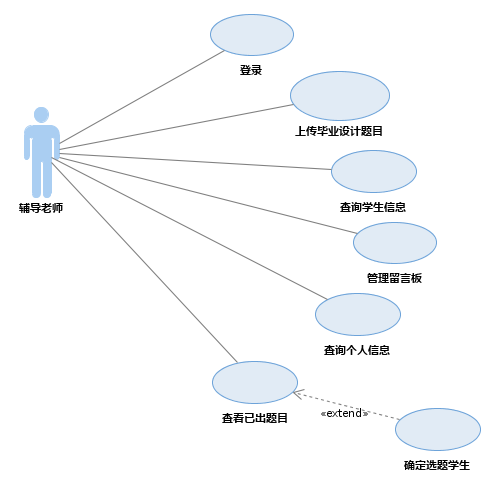 登录
上传毕业设计题目
查询学生信息
辅导老师
管理留言板
查询个人信息
查看已出题目
«extend»
确定选题学生